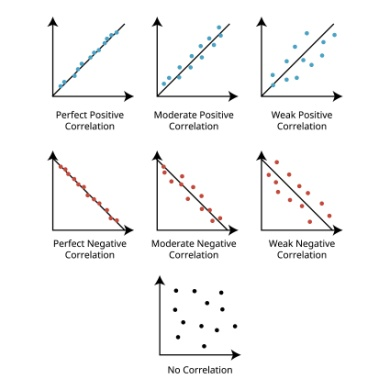 Perfect Positive
Correlation
Moderate Positive
Correlation
Weak Positive
Correlation
Perfect Negative
Correlation
Moderate Negative
Correlation
Weak Negative
Correlation
No Correlation